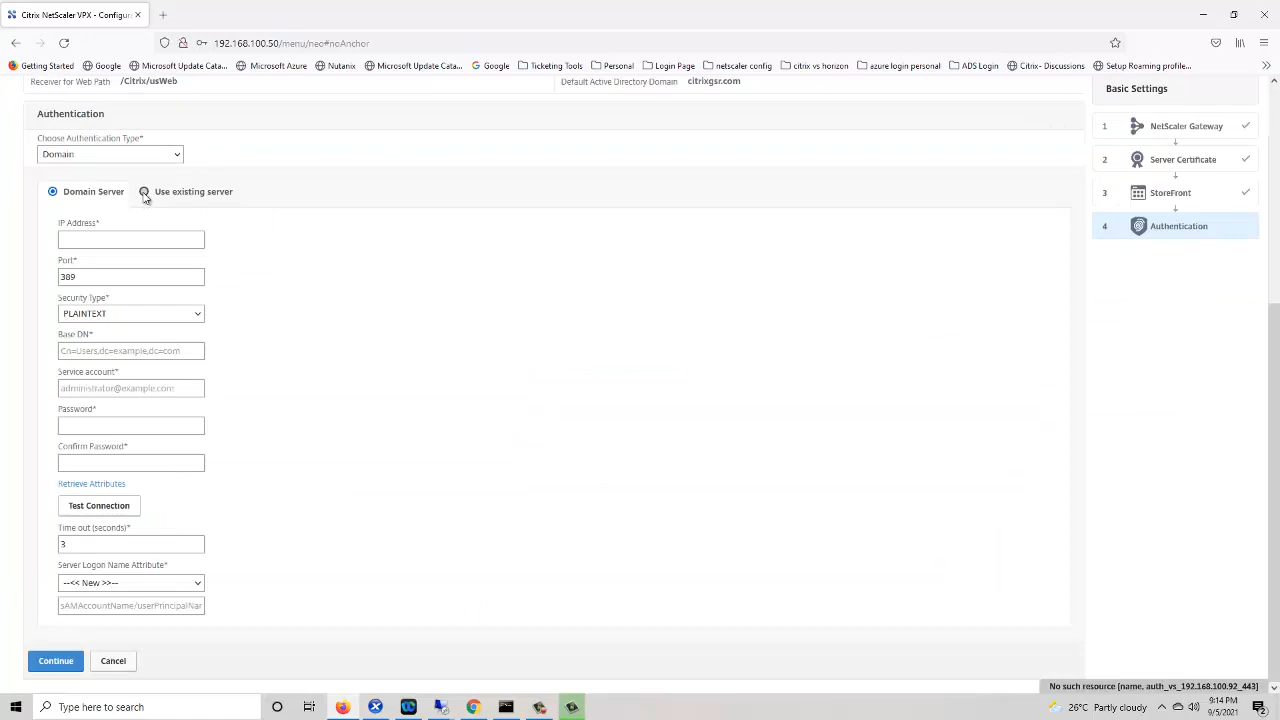 Citrix NetScaler VPX - Configur
192.168.100.50/menu/neo#noAnchor
Getting Started
Google
Microsoft Update Cata...
Microsoft Azure
Nutanix
Microsoft Update Cata...
Google
Ticketing Tools
Personal
Login Page
netscaler config
citrix vs horizon
azure login personal
ADS Login
Citrix- Discussions
Setup Roaming profile...
Receiver for Web Path /Citrix/usWeb
Default Active Directory Domain citrixgsr.com
Basic Settings
Authentication
1 NetScaler Gateway
Choose Authentication Type*
Domain
2 Server Certificate
Domain Server
Use existing server
3 StoreFront
4 Authentication
IP Address*
Port*
389
Security Type*
PLAINTEXT
Base DN*
Cn=Users,dc=example,dc=com
Service account*
administrator@example.com
Password*
Confirm Password*
Retrieve Attributes
Test Connection
Time out (seconds)*
3
Server Logon Name Attribute*
--<< New >>--
sAMAccountName/userPrincipalNar
Continue
Cancel
No such resource [name, auth_vs_192.168.100.92_443]
Type here to search
26°C Partly cloudy
9:14 PM
9/5/2021
2